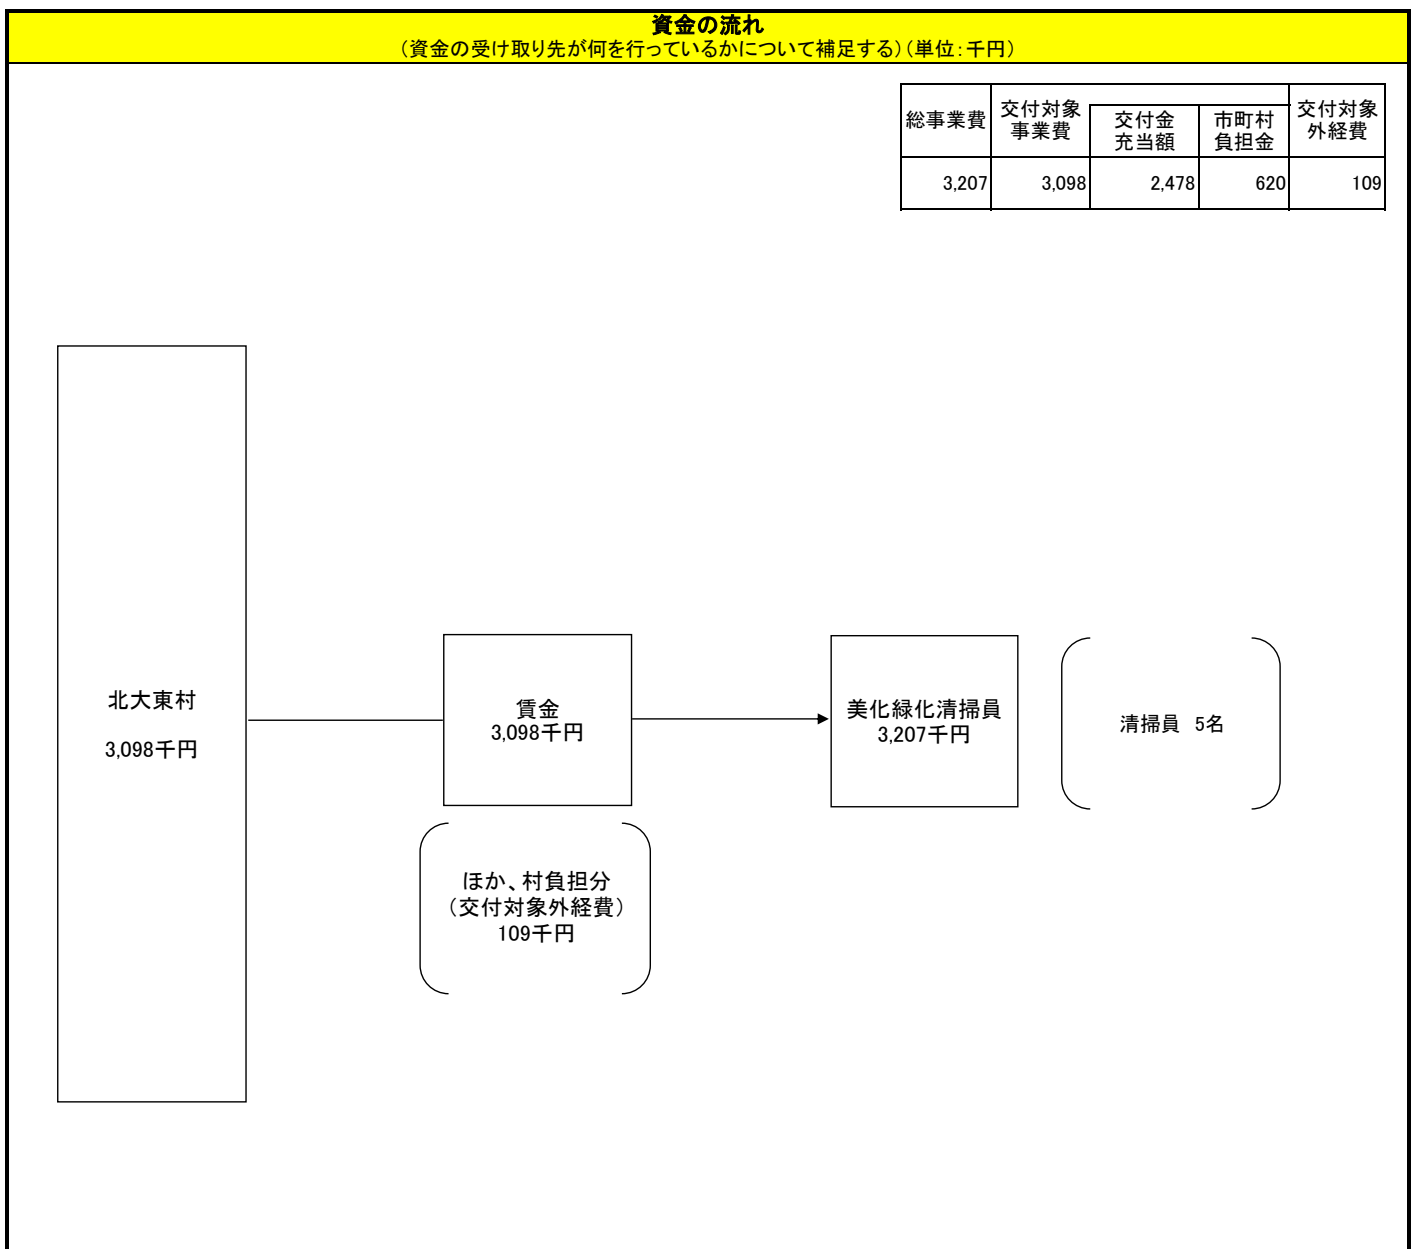 資金の流れ
（資金の受け取り先が何を行っているかについて補足する）（単位：千円）
総事業費
交付対象
事業費
交付金
充当額
市町村
負担金
交付対象
外経費
3,207 3,098 2,478 620 109
北大東村
3,098千円
賃金
3,098千円
美化緑化清掃員
3,207千円
清掃員　5名
ほか、村負担分
（交付対象外経費）
109千円